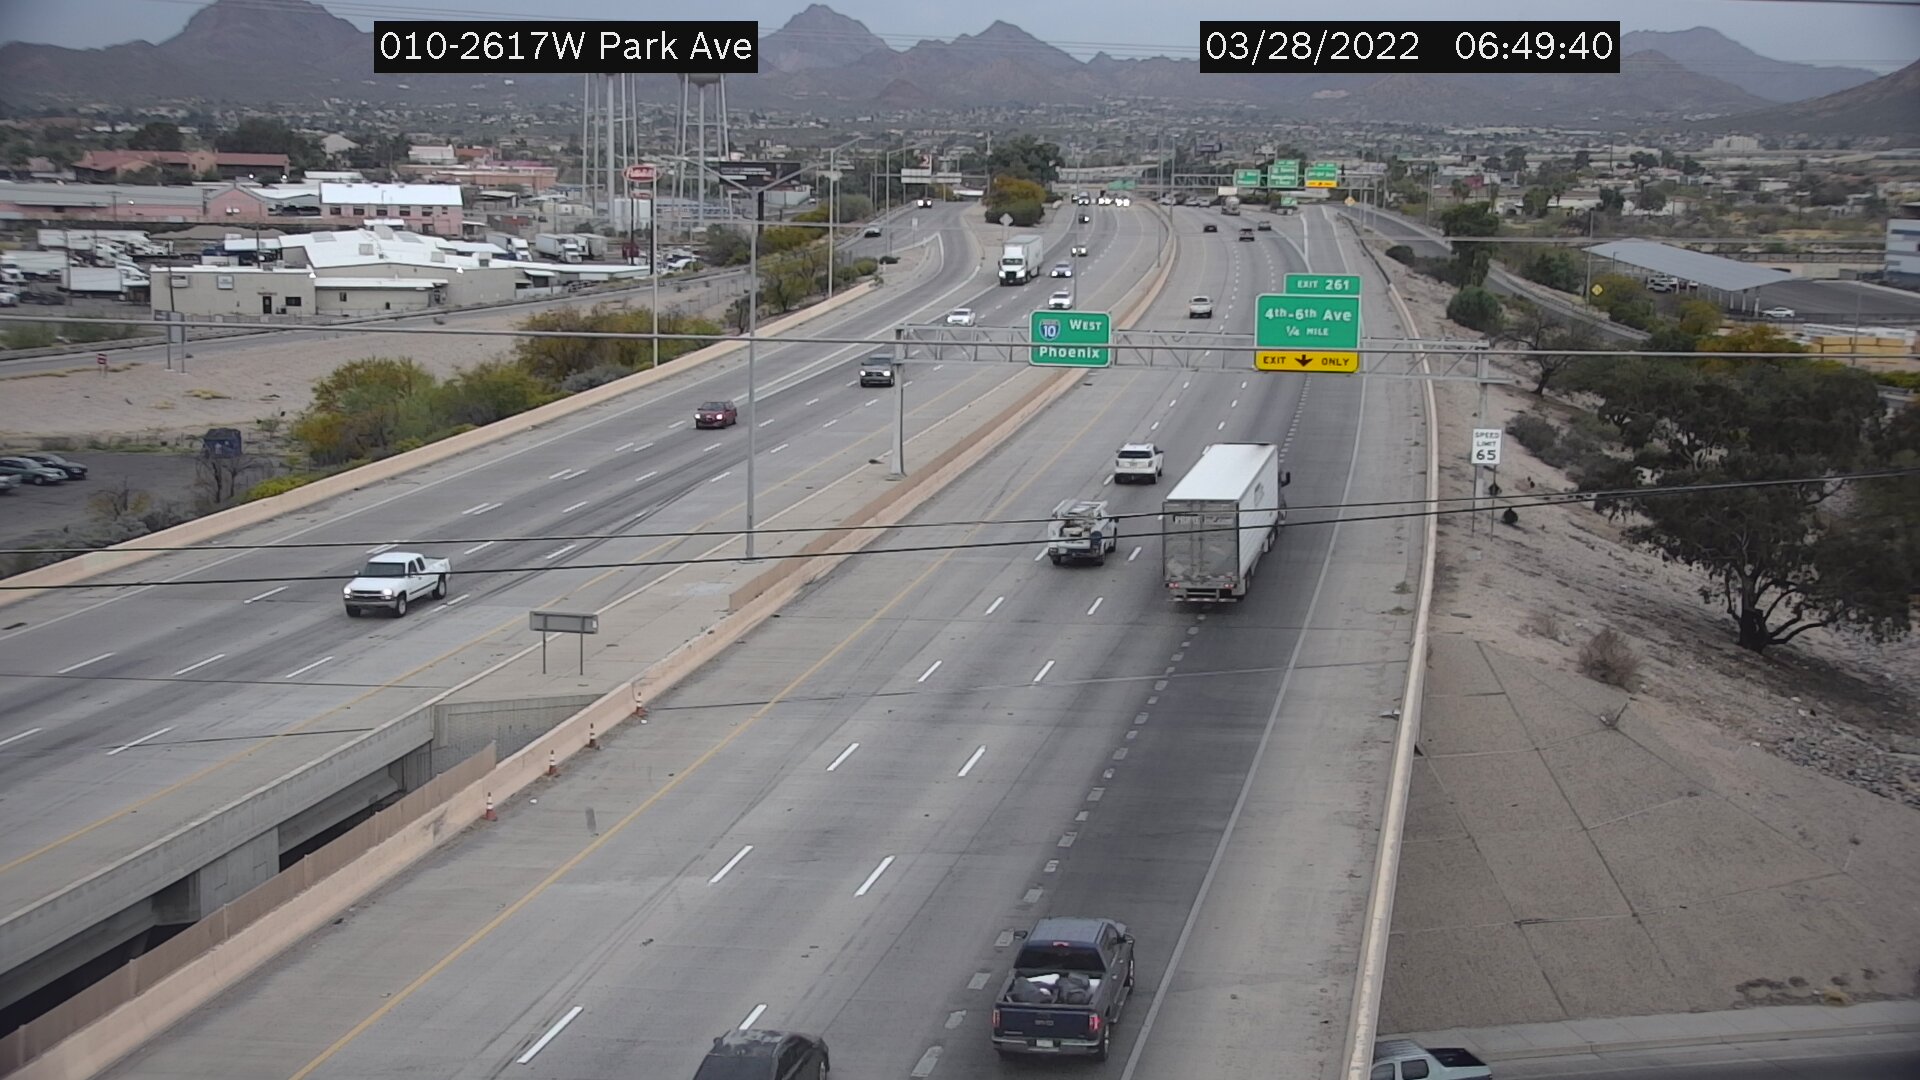 010-2617W Park Ave
03/28/2022 06:49:40
EXIT 261
4th-6th Ave
1/4 MILE
EXIT ONLY
WEST
10
Phoenix
SPEED
LIMIT
65